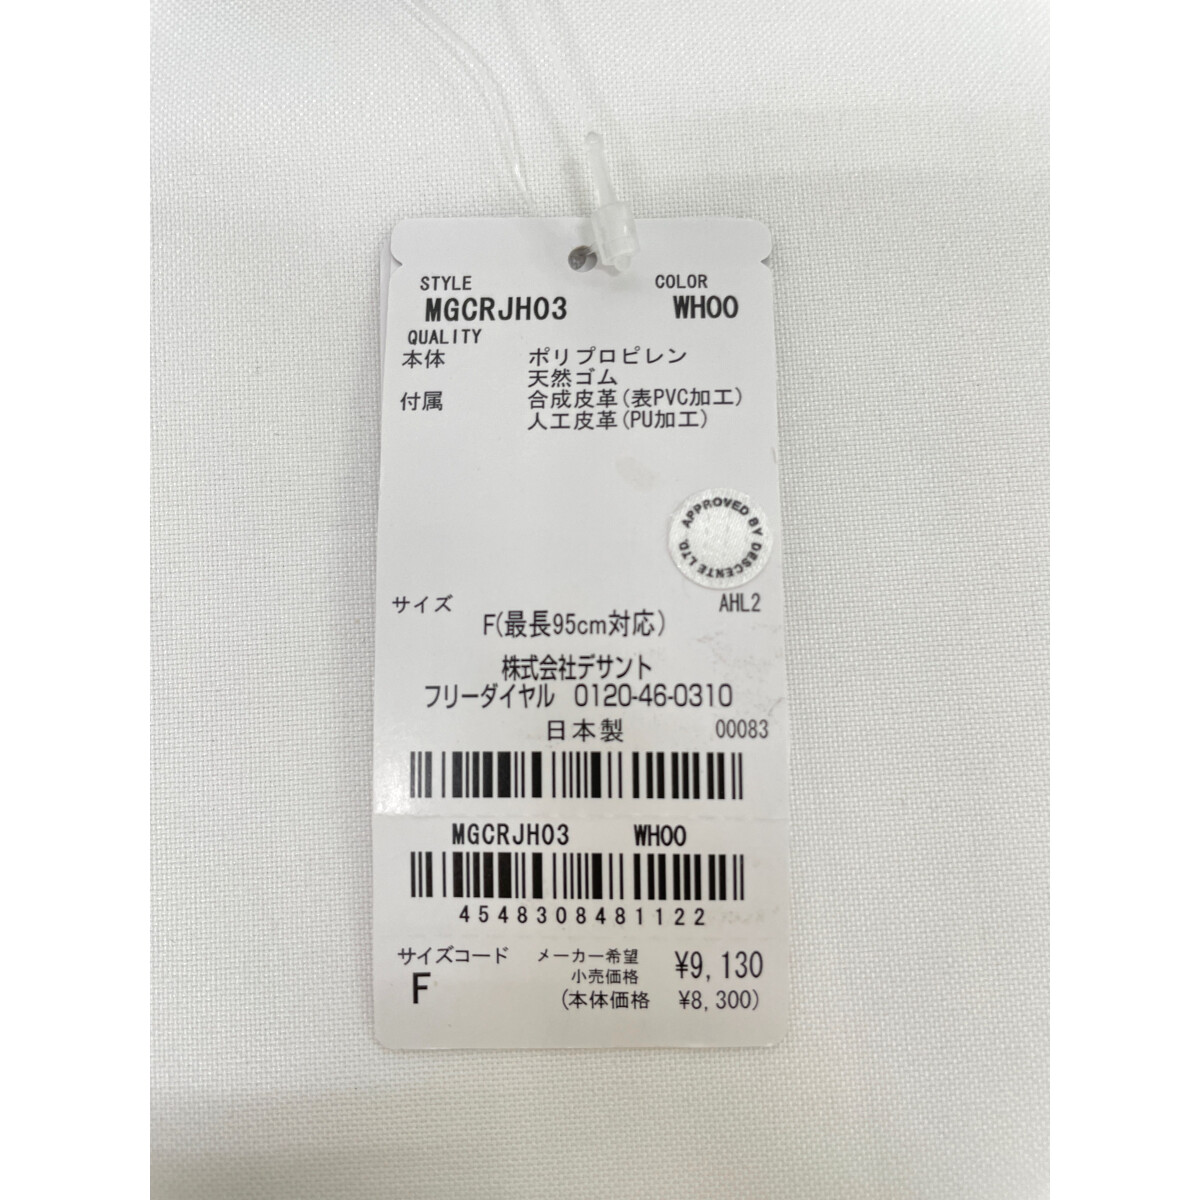 STYLE COLOR
MGCRJH03 WH00
QUALITY
本体 ポリプロピレン
天然ゴム
付属 合成皮革(表PVC加工)
人工皮革(PU加工)
APPROVED BY DESCENTE LTD.
サイズ AHL2
F(最長95cm対応)
株式会社デサント
フリーダイヤル 0120-46-0310
日本製 00083
MGCRJH03 WH00
4548308481122
サイズコード メーカー希望 ¥9,130
F 小売価格
(本体価格 ¥8,300)